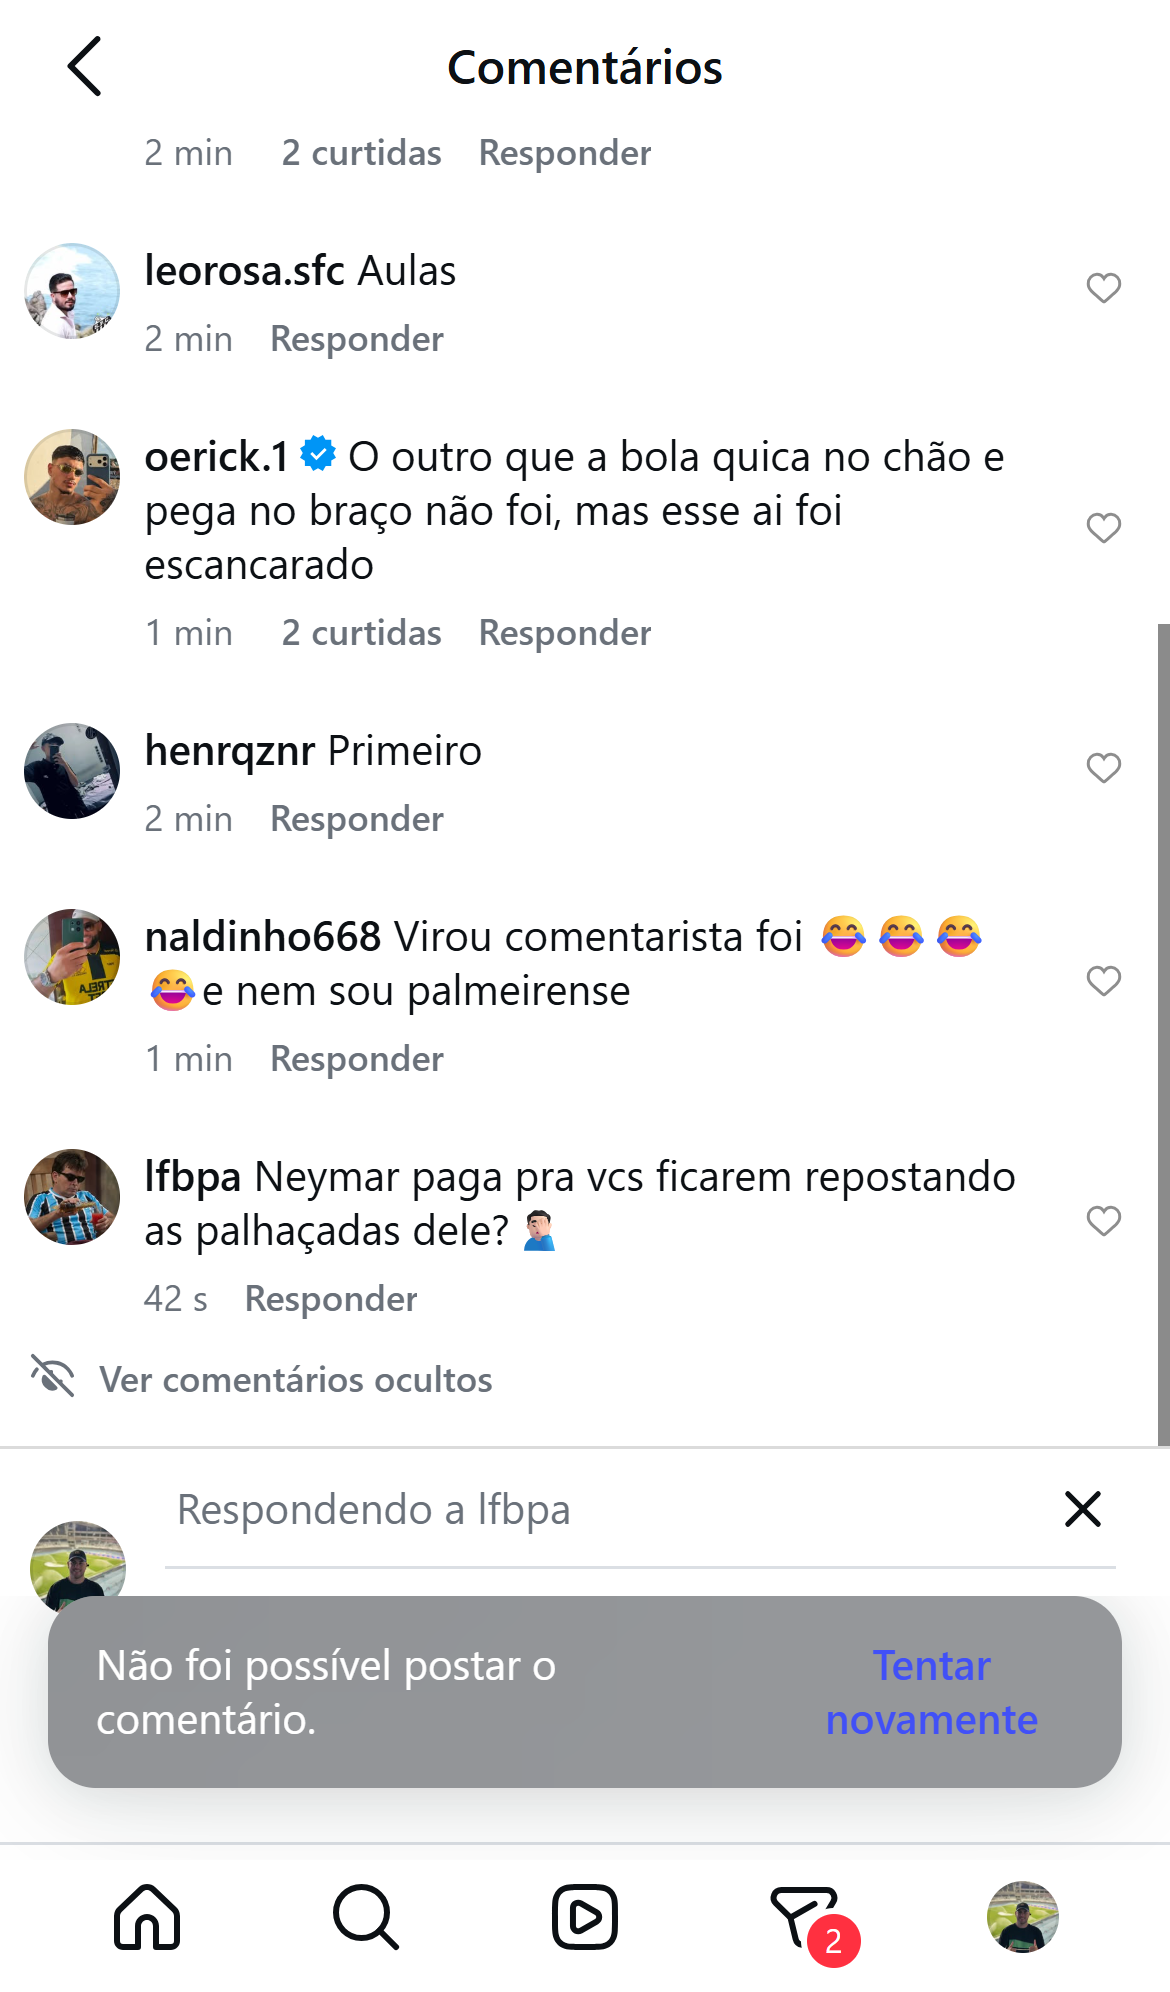 Comentários
2 min 2 curtidas Responder
leorosa.sfc Aulas
2 min Responder
oerick.1 O outro que a bola quica no chão e
pega no braço não foi, mas esse ai foi
escancarado
1 min 2 curtidas Responder
henrqznr Primeiro
2 min Responder
naldinho668 Virou comentarista foi 😂😂😂
😂e nem sou palmeirense
1 min Responder
lfbpa Neymar paga pra vcs ficarem repostando
as palhaçadas dele? 🤦🏻‍♂️
42 s Responder
Ver comentários ocultos
Respondendo a lfbpa
Não foi possível postar o
comentário.
Tentar
novamente
2